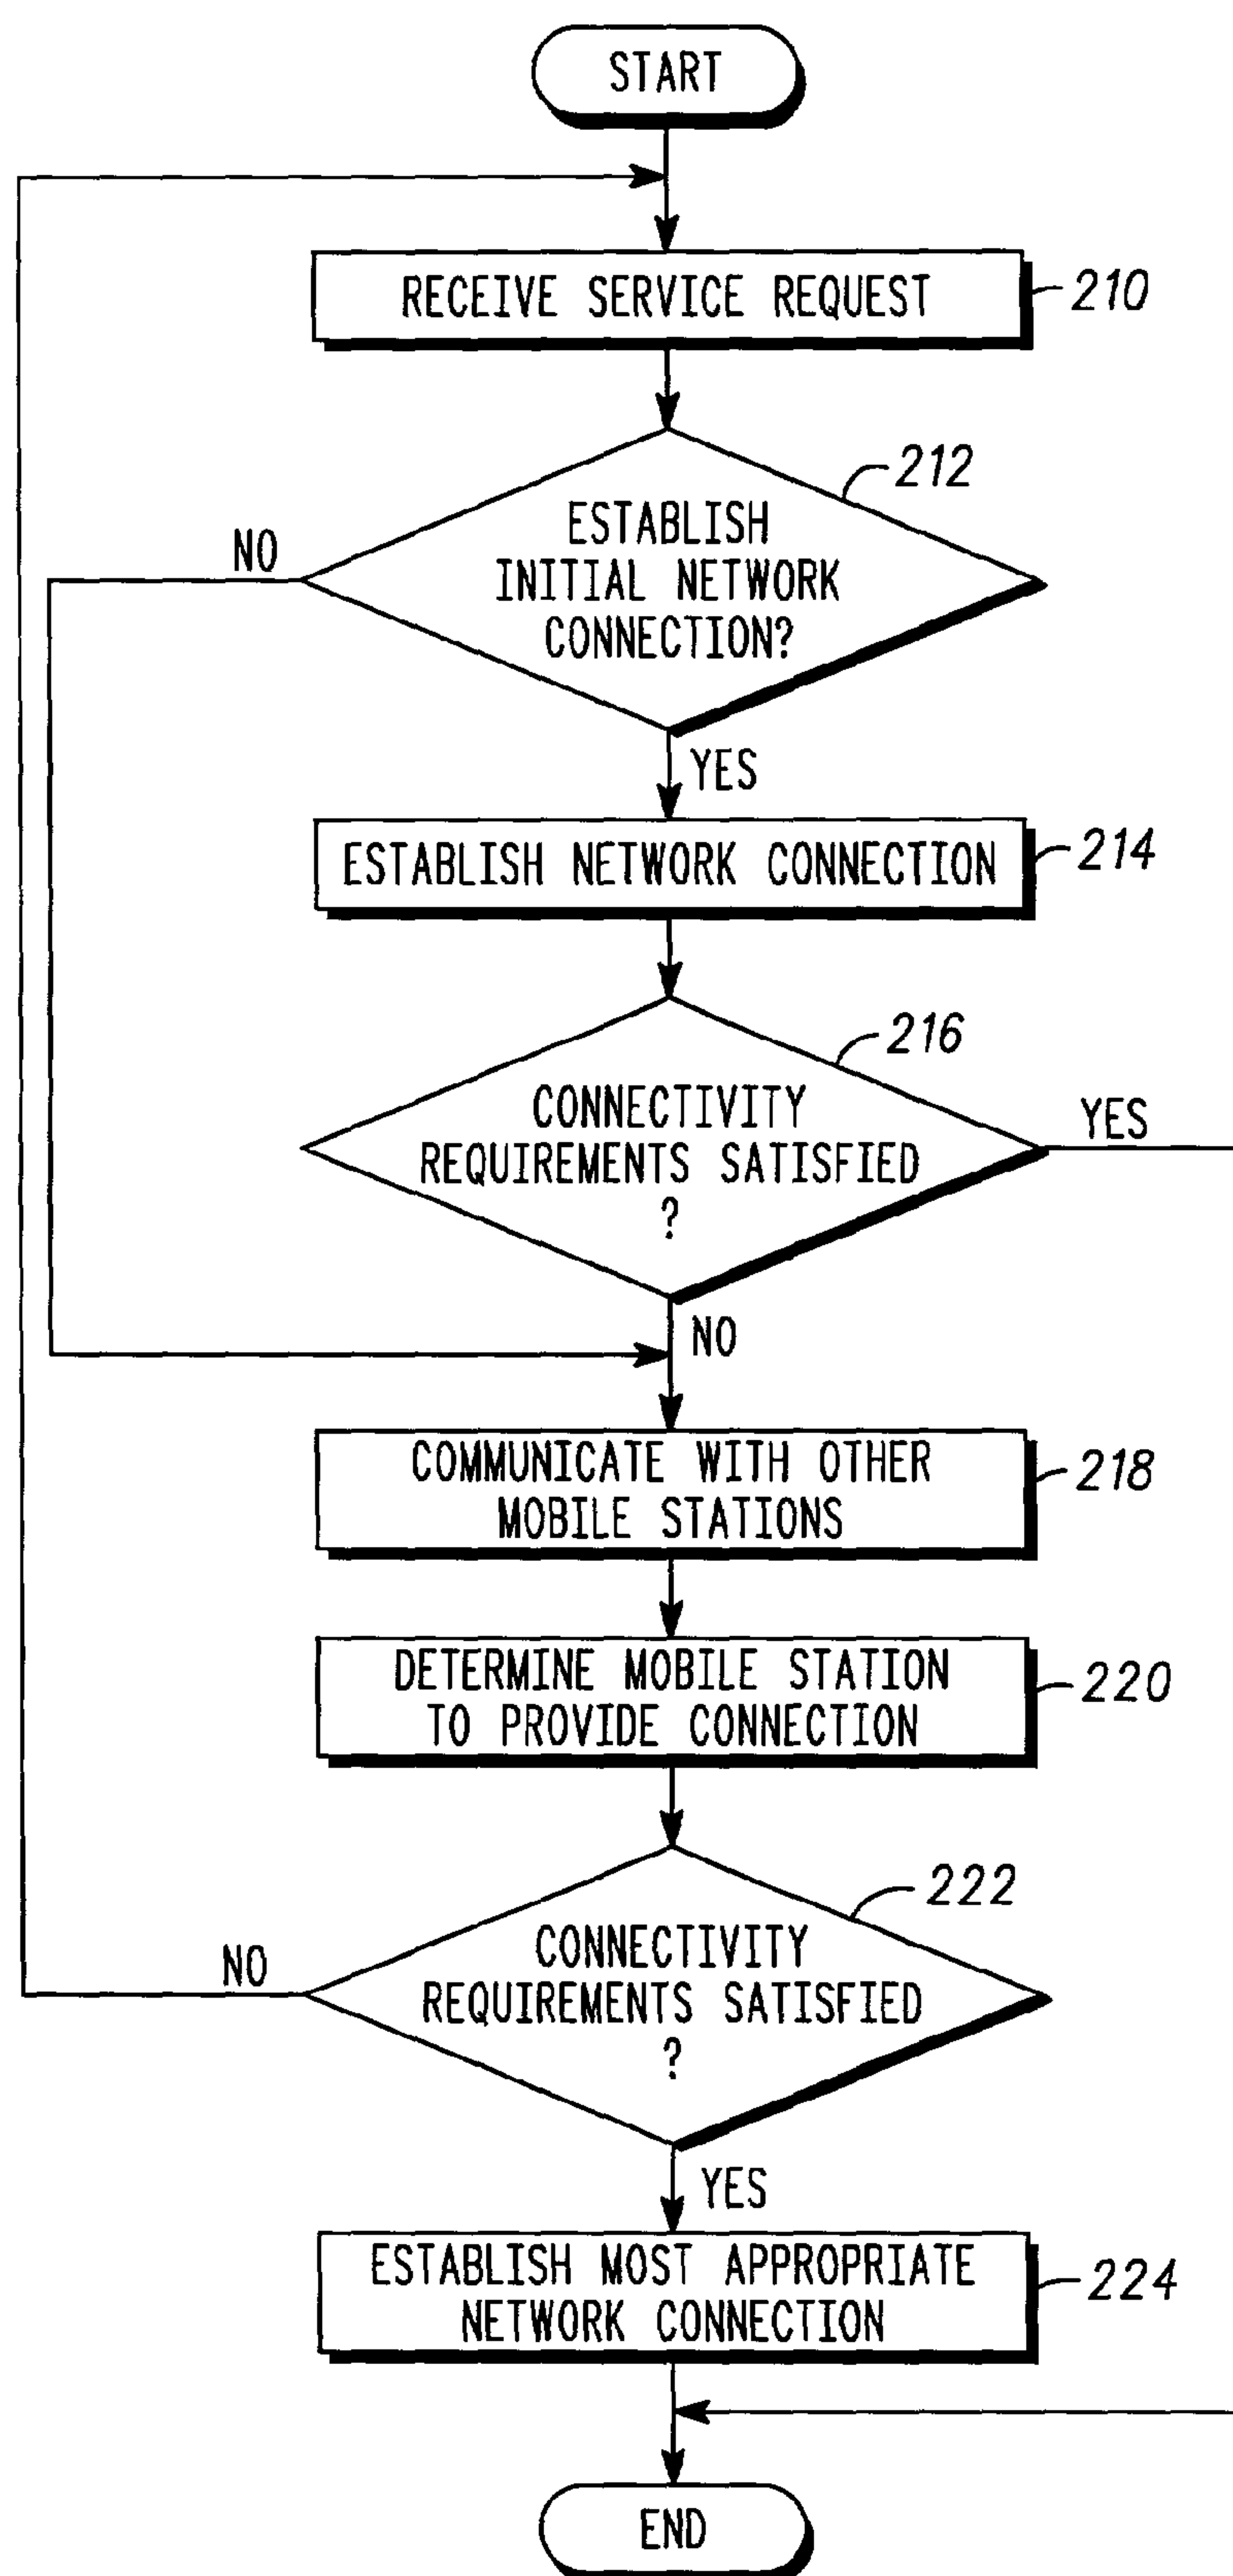 START
RECEIVE SERVICE REQUEST
210
212
ESTABLISH
INITIAL NETWORK
CONNECTION?
NO
YES
ESTABLISH NETWORK CONNECTION
214
216
CONNECTIVITY
REQUIREMENTS SATISFIED
?
YES
NO
COMMUNICATE WITH OTHER
MOBILE STATIONS
218
DETERMINE MOBILE STATION
TO PROVIDE CONNECTION
220
222
CONNECTIVITY
REQUIREMENTS SATISFIED
?
NO
YES
ESTABLISH MOST APPROPRIATE
NETWORK CONNECTION
224
END